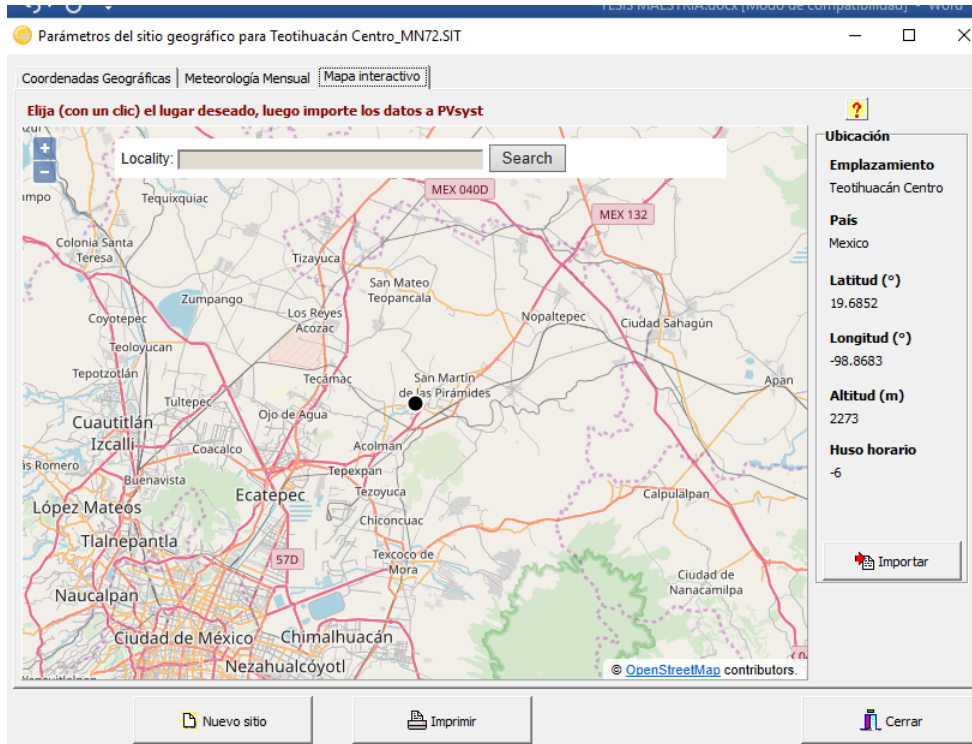 TESIS MAESTRIA.docx [Modo de compatibilidad] - Word
Parámetros del sitio geográfico para Teotihuacán Centro_MN72.SIT
Coordenadas Geográficas
Meteorología Mensual
Mapa interactivo
Elija (con un clic) el lugar deseado, luego importe los datos a PVsyst
?
+
-
Locality:
Search
MEX 040D
MEX 132
Tequixquiac
Colonia Santa
Teresa
Tizayuca
San Mateo
Teopancala
Zumpango
Los Reyes
Acozac
Nopaltepec
Ciudad Sahagún
Coyotepec
Teoloyucan
Tepotzotlán
Tecámac
San Martín
de las Pirámides
Apan
Tultepec
Ojo de Agua
Cuautitlán
Izcalli
Coacalco
Acolman
ás Romero
Buenavista
Tepexpan
Ecatepec
Tezoyuca
Calpulalpan
López Mateos
Chiconcuac
Tlalnepantla
57D
Texcoco de
Mora
Ciudad de
Nanacamilpa
Naucalpan
Ciudad de México
Chimalhuacán
Nezahualcóyotl
© OpenStreetMap contributors.
Ubicación
Emplazamiento
Teotihuacán Centro
País
Mexico
Latitud (°)
19.6852
Longitud (°)
-98.8683
Altitud (m)
2273
Huso horario
-6
Importar
Nuevo sitio
Imprimir
Cerrar